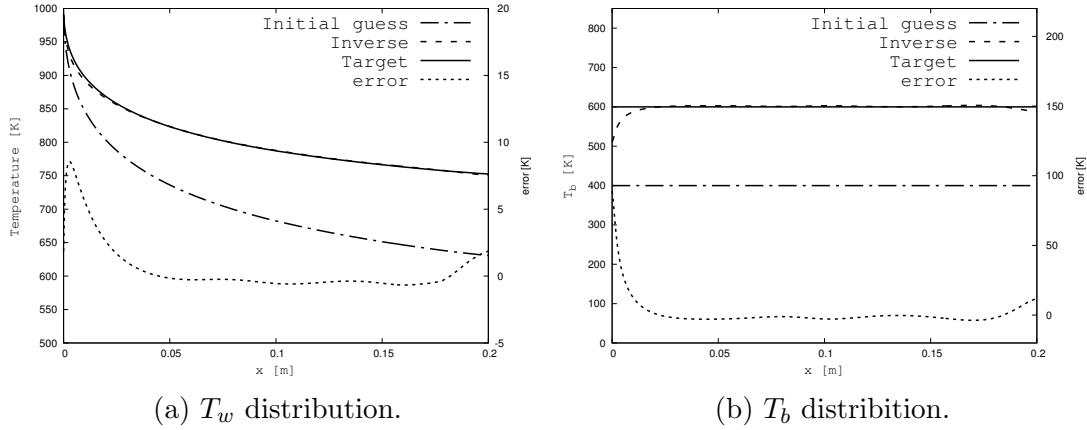 1000
950
900
850
800
750
700
650
600
550
500
Temperature [K]
0
0.05
0.1
0.15
0.2
x [m]
20
15
10
5
0
-5
error [K]
Initial guess
Inverse
Target
error
(a) T_w distribution.
850
800
700
600
500
400
300
200
100
0
T_b [K]
0
0.05
0.1
0.15
0.2
x [m]
200
150
100
50
0
error [K]
Initial guess
Inverse
Target
error
(b) T_b distribition.